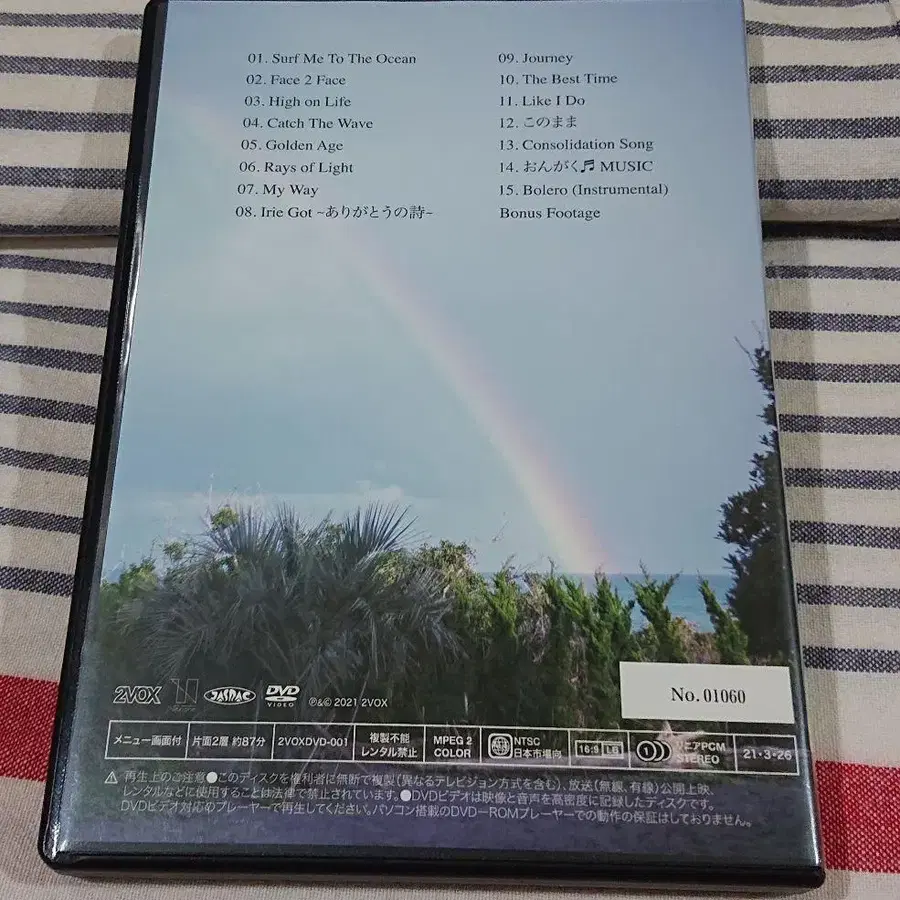 01. Surf Me To The Ocean
02. Face 2 Face
03. High on Life
04. Catch The Wave
05. Golden Age
06. Rays of Light
07. My Way
08. Irie Got ~ありがとうの詩~
09. Journey
10. The Best Time
11. Like I Do
12. このまま
13. Consolidation Song
14. おんがく♬ MUSIC
15. Bolero (Instrumental)
Bonus Footage
No. 01060
2VOX JASRAC DVD VIDEO ℗&© 2021 2VOX
メニュー画面付 片面2層 約87分 2VOXDVD-001 複製不能 レンタル禁止 MPEG 2 COLOR NTSC 日本市場向 16:9 LB リニアPCM STEREO 21・3・26
⚠ 再生上のご注意 ●このディスクを権利者に無断で複製(異なるテレビジョン方式を含む)、放送(無線、有線)公開上映、
レンタルなどに使用することは法律で禁止されています。●DVDビデオは映像と音声を高密度に記録したディスクです。
DVDビデオ対応のプレーヤーで再生してください。パソコン搭載のDVD-ROMプレーヤーでの動作の保証はしておりません。